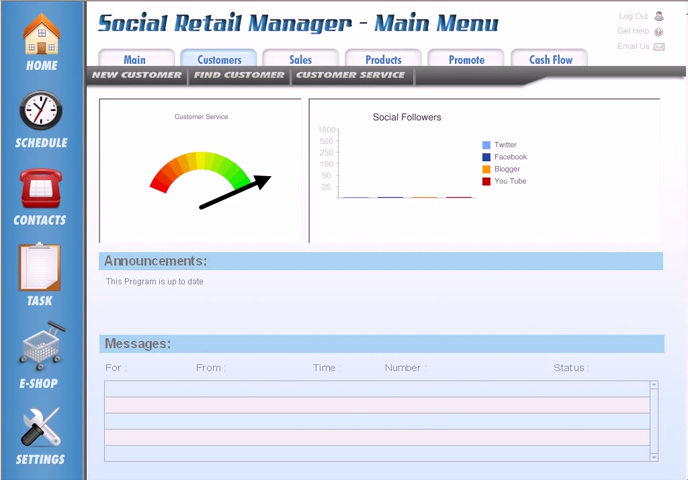 Social Retail Manager - Main Menu
Log Out
Get Help
Email Us
Main
Customers
Sales
Products
Promote
Cash Flow
NEW CUSTOMER
FIND CUSTOMER
CUSTOMER SERVICE
HOME
SCHEDULE
CONTACTS
TASK
E-SHOP
SETTINGS
Customer Service
Social Followers
1000
500
250
100
50
25
Twitter
Facebook
Blogger
You Tube
Announcements:
This Program is up to date
Messages:
For :
From :
Time :
Number :
Status :